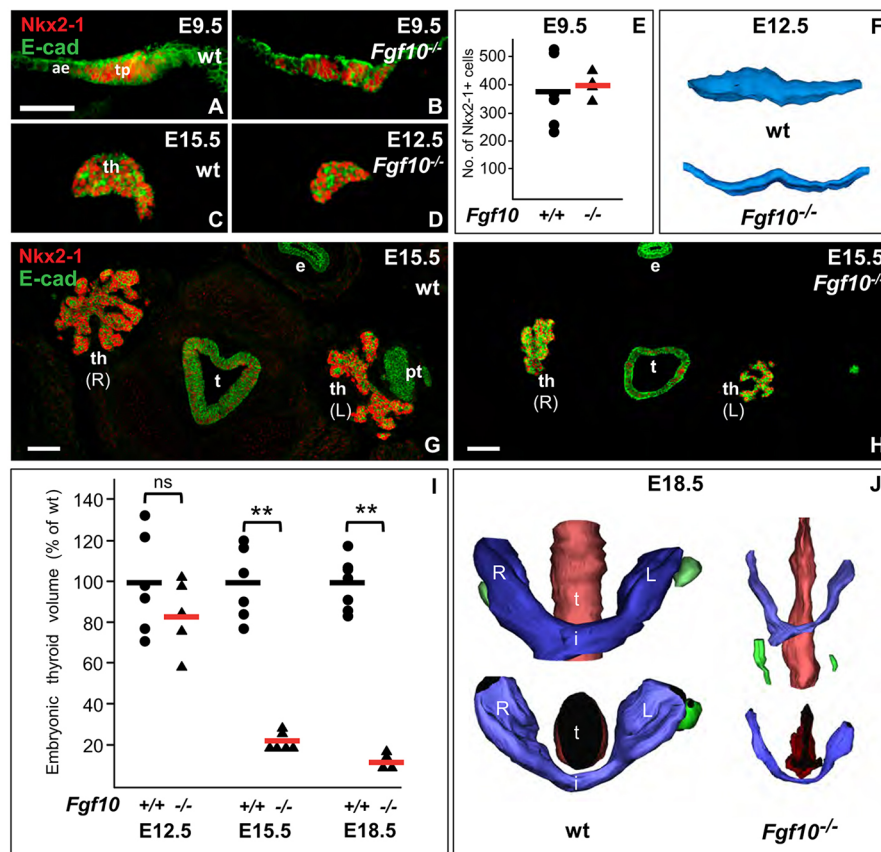 Nkx2-1
E-cad
E9.5
wt
ae
tp
A
E9.5
Fgf10-/-
B
E15.5
wt
th
C
E12.5
Fgf10-/-
D
E9.5
E
No. of Nkx2-1+ cells
500
400
300
200
100
Fgf10 +/+ -/-
E12.5
F
wt
Fgf10-/-
Nkx2-1
E-cad
E15.5
wt
e
th
(R)
t
th
(L)
pt
G
E15.5
Fgf10-/-
e
th
(R)
t
th
(L)
H
I
Embryonic thyroid volume (% of wt)
140
120
100
80
60
40
20
ns
**
**
Fgf10 +/+ -/- +/+ -/- +/+ -/-
E12.5 E15.5 E18.5
E18.5
J
R
L
t
i
R
L
t
i
wt
Fgf10-/-